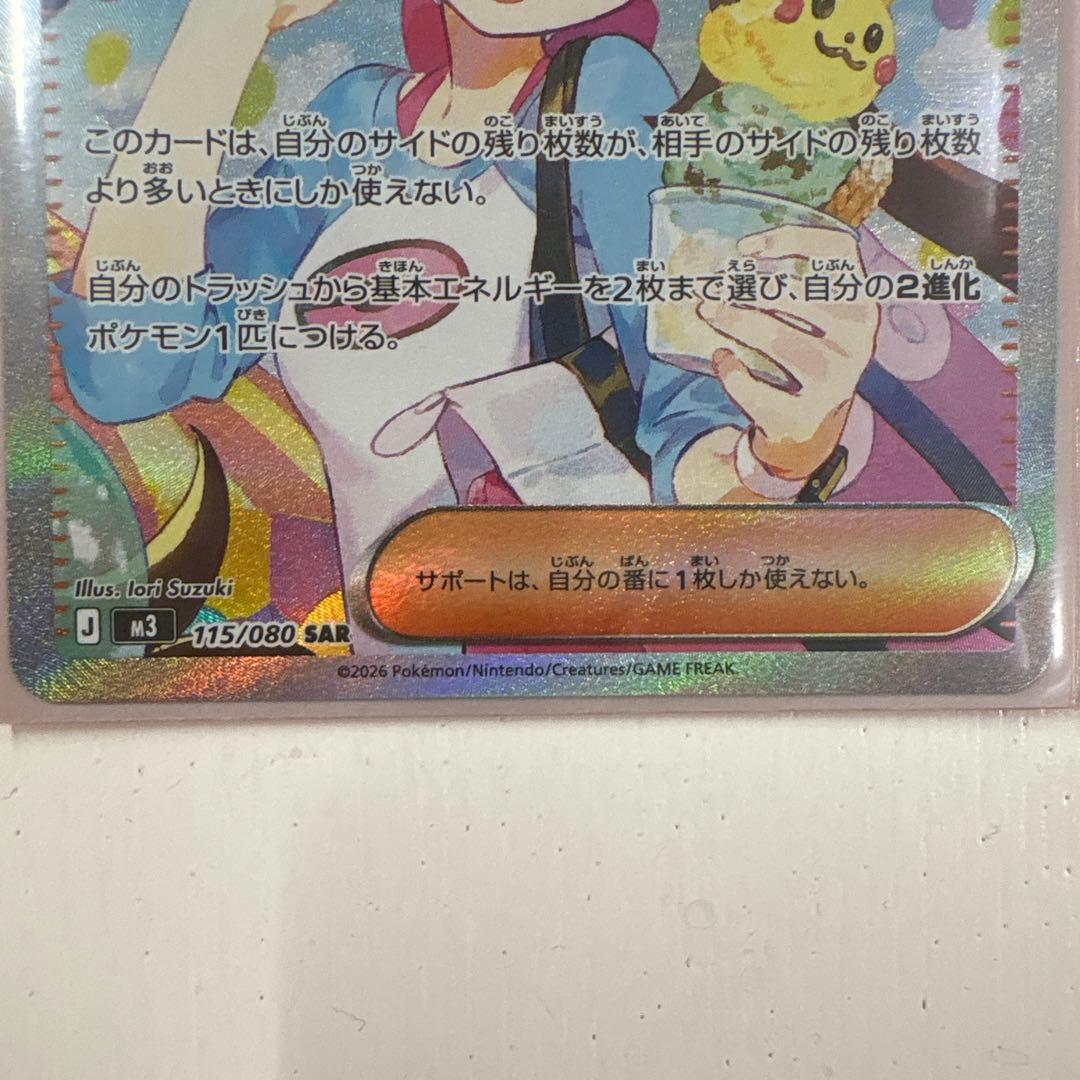 このカードは、自分のサイドの残り枚数が、相手のサイドの残り枚数
より多いときにしか使えない。
自分のトラッシュから基本エネルギーを2枚まで選び、自分の2進化
ポケモン1匹につける。
サポートは、自分の番に1枚しか使えない。
Illus. Iori Suzuki
J M3 115/080 SAR
©2026 Pokémon/Nintendo/Creatures/GAME FREAK